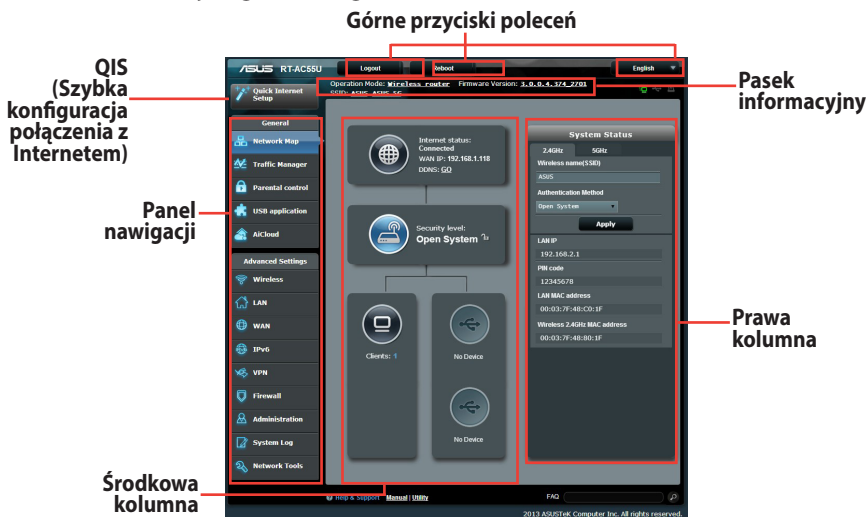 Górne przyciski poleceń
QIS
(Szybka
konfiguracja
połączenia z
Internetem)
Panel
nawigacji
Środkowa
kolumna
Pasek
informacyjny
Prawa
kolumna
ASUS RT-AC55U
Logout
Reboot
English
Quick Internet
Setup
Operation Mode: Wireless router Firmware Version: 3.0.0.4.374_2701
SSID: ASUS ASUS_5G
General
Network Map
Traffic Manager
Parental control
USB application
AiCloud
Advanced Settings
Wireless
LAN
WAN
IPv6
VPN
Firewall
Administration
System Log
Network Tools
Internet status:
Connected
WAN IP: 192.168.1.118
DDNS: GO
Security level:
Open System
Clients: 1
No Device
No Device
System Status
2.4GHz 5GHz
Wireless name(SSID)
ASUS
Authentication Method
Open System
Apply
LAN IP
192.168.2.1
PIN code
12345678
LAN MAC address
00:03:7F:48:C0:1F
Wireless 2.4GHz MAC address
00:03:7F:48:80:1F
Help & Support Manual | Utility
FAQ
2013 ASUSTeK Computer Inc. All rights reserved.